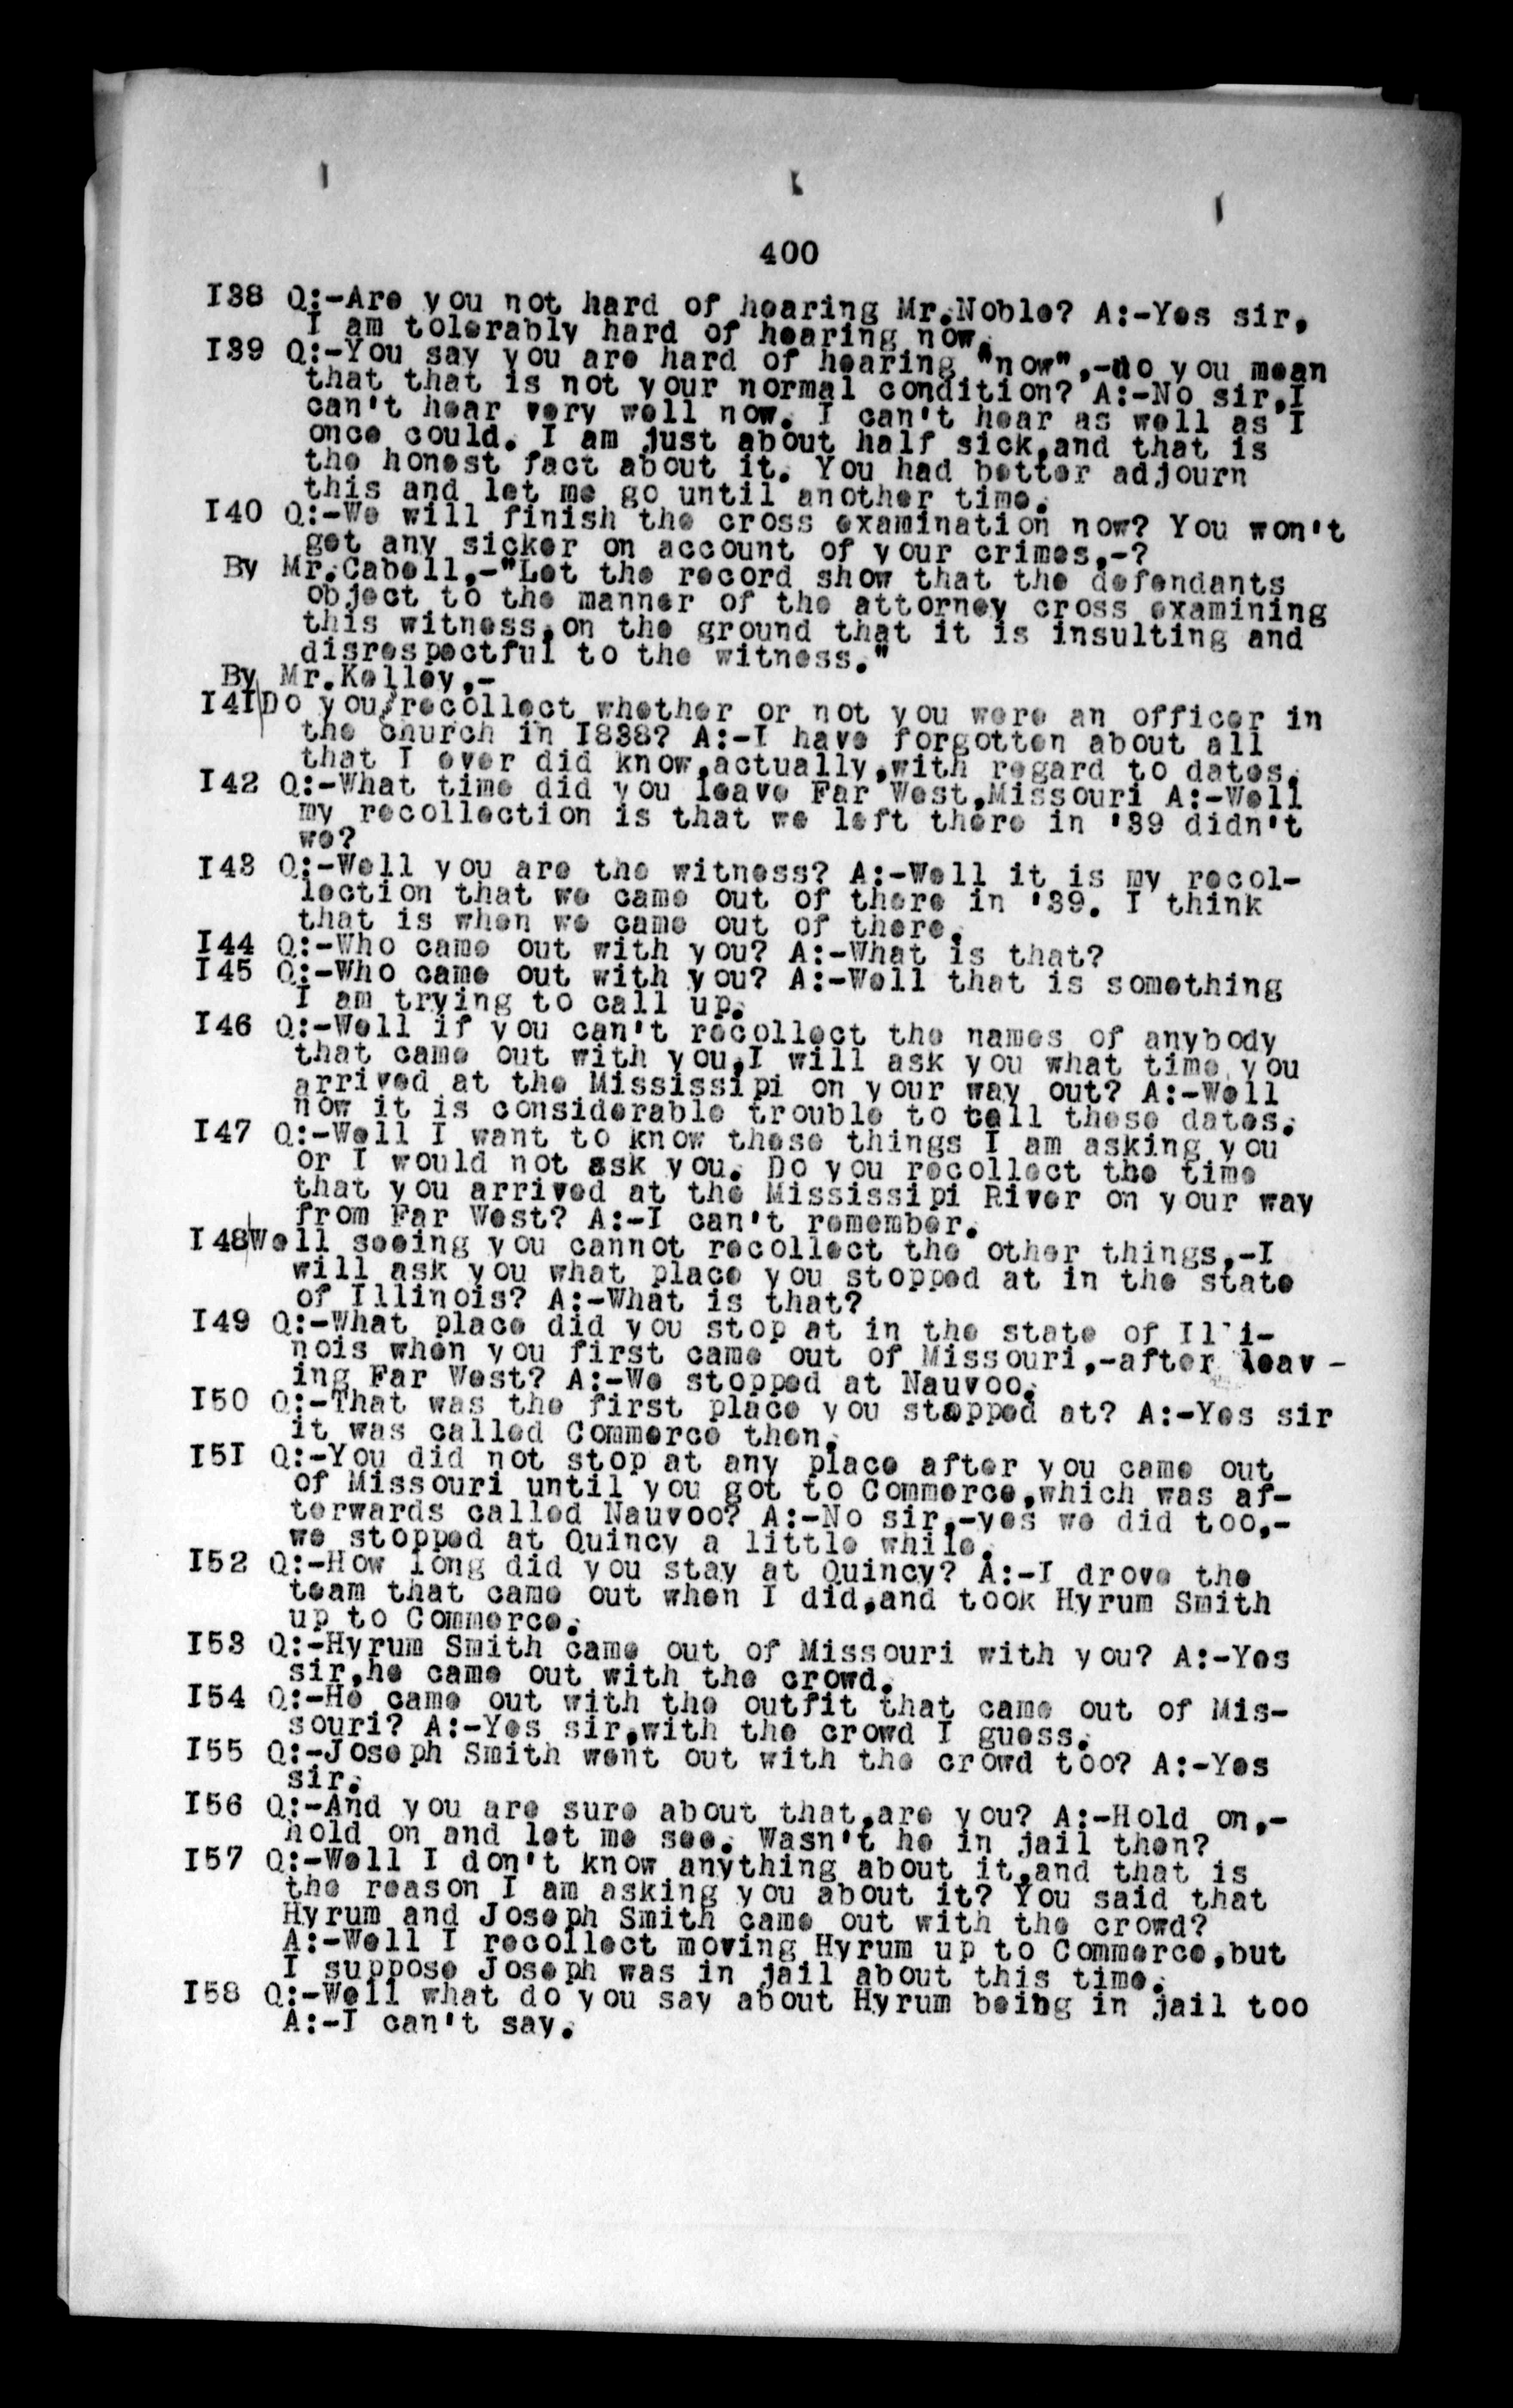 400
I38 Q:-Are you not hard of hearing Mr.Noble? A:-Yes sir,
I am tolerably hard of hearing now.
I39 Q:-You say you are hard of hearing "now",-do you mean
that that is not your normal condition? A:-No sir,I
can't hear very well now. I can't hear as well as I
once could. I am just about half sick,and that is
the honest fact about it. You had better adjourn
this and let me go until another time.
I40 Q:-We will finish the cross examination now? You won't
get any sicker on account of your crimes,-?
By Mr.Cabell,-"Let the record show that the defendants
object to the manner of the attorney cross examining
this witness,on the ground that it is insulting and
disrespectful to the witness."
By Mr.Kelley,-
I4I Do you recollect whether or not you were an officer in
the church in I838? A:-I have forgotten about all
that I ever did know,actually,with regard to dates.
I42 Q:-What time did you leave Far West,Missouri A:-Well
my recollection is that we left there in '39 didn't
we?
I43 Q:-Well you are the witness? A:-Well it is my recol-
lection that we came out of there in '39. I think
that is when we came out of there.
I44 Q:-Who came out with you? A:-What is that?
I45 Q:-Who came out with you? A:-Well that is something
I am trying to call up.
I46 Q:-Well if you can't recollect the names of anybody
that came out with you,I will ask you what time you
arrived at the Mississipi on your way out? A:-Well
now it is considerable trouble to tell these dates.
I47 Q:-Well I want to know these things I am asking you
or I would not ask you. Do you recollect the time
that you arrived at the Mississipi River on your way
from Far West? A:-I can't remember.
I48 Well seeing you cannot recollect the other things,-I
will ask you what place you stopped at in the state
of Illinois? A:-What is that?
I49 Q:-What place did you stop at in the state of Illi-
nois when you first came out of Missouri,-after leav-
ing Far West? A:-We stopped at Nauvoo.
I50 Q:-That was the first place you stopped at? A:-Yes sir
it was called Commerce then.
I5I Q:-You did not stop at any place after you came out
of Missouri until you got to Commerce,which was af-
terwards called Nauvoo? A:-No sir,-yes we did too,-
we stopped at Quincy a little while.
I52 Q:-How long did you stay at Quincy? A:-I drove the
team that came out when I did,and took Hyrum Smith
up to Commerce.
I53 Q:-Hyrum Smith came out of Missouri with you? A:-Yes
sir,he came out with the crowd.
I54 Q:-He came out with the outfit that came out of Mis-
souri? A:-Yes sir,with the crowd I guess.
I55 Q:-Joseph Smith went out with the crowd too? A:-Yes
sir.
I56 Q:-And you are sure about that,are you? A:-Hold on,-
hold on and let me see. Wasn't he in jail then?
I57 Q:-Well I don't know anything about it,and that is
the reason I am asking you about it? You said that
Hyrum and Joseph Smith came out with the crowd?
A:-Well I recollect moving Hyrum up to Commerce,but
I suppose Joseph was in jail about this time.
I58 Q:-Well what do you say about Hyrum being in jail too
A:-I can't say.